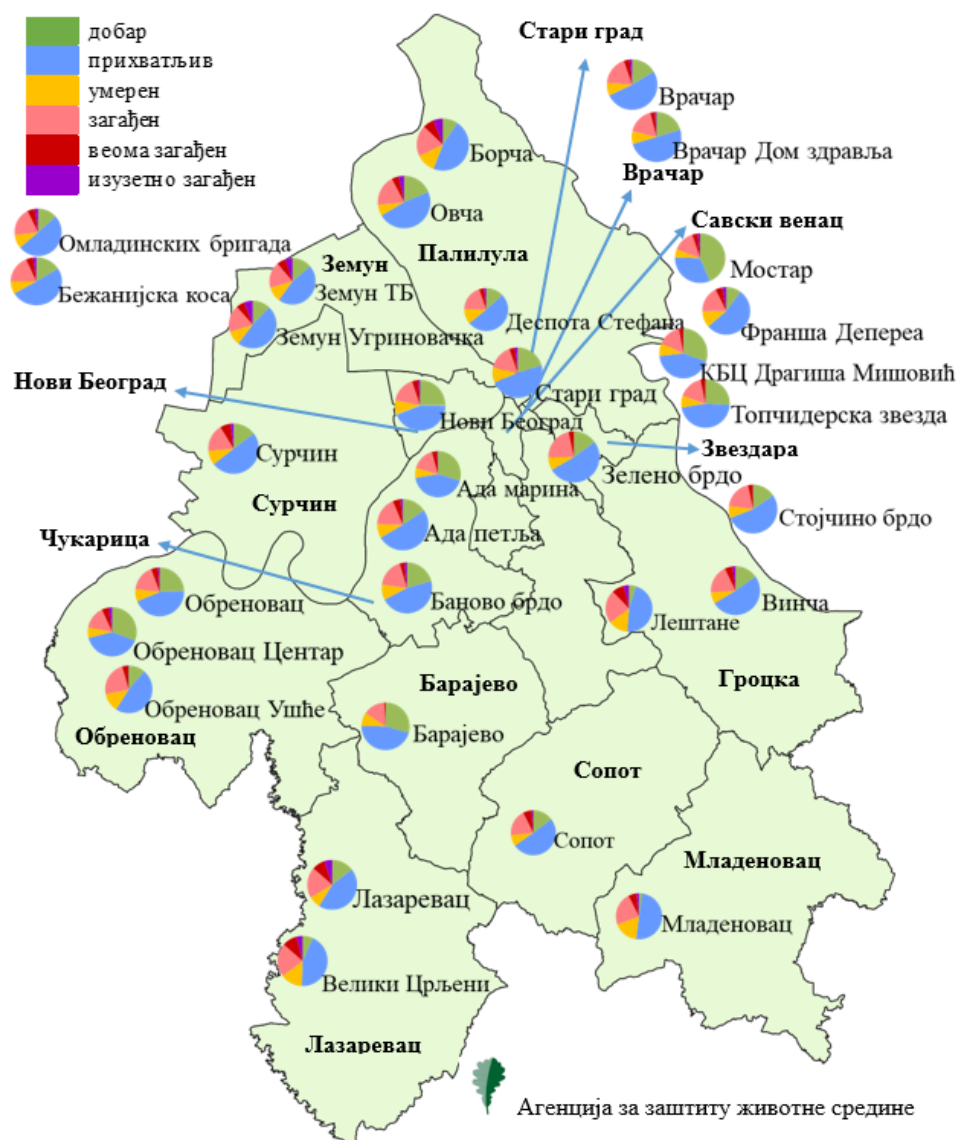 добар
прихватљив
умерен
загађен
веома загађен
изузетно загађен
Стари град
Врачар
Врачар Дом здравља
Врачар
Борча
Овча
Савски венац
Палилула
Мостар
Омладинских бригада
Бежанијска коса
Земун
Земун ТБ
Земун Угриновачка
Деспота Стефана
Франша Депереа
КБЦ Драгиша Мишовић
Нови Београд
Стари град
Топчидерска звезда
Нови Београд
Звездара
Сурчин
Зелено брдо
Ада марина
Сурчин
Стојчино брдо
Ада петља
Чукарица
Обреновац
Баново брдо
Винча
Лештане
Обреновац Центар
Гроцка
Барајево
Обреновац Ушће
Обреновац
Барајево
Сопот
Сопот
Младеновац
Лазаревац
Младеновац
Велики Црљени
Лазаревац
Агенција за заштиту животне средине